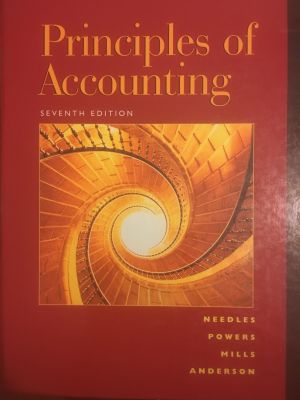 Principles of
Accounting
SEVENTH EDITION
NEEDLES
POWERS
MILLS
ANDERSON